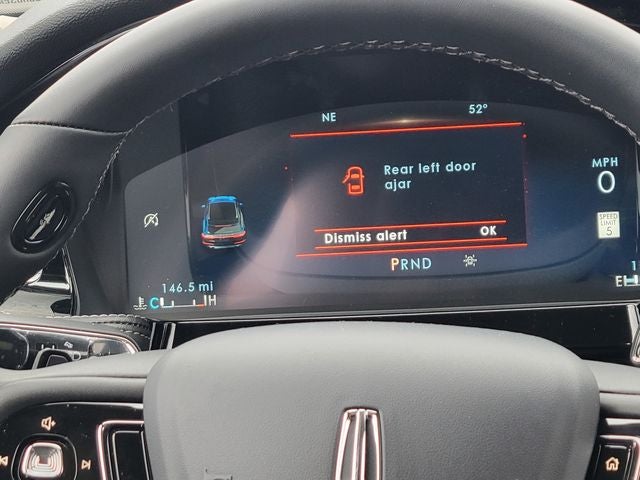 NE 52°
Rear left door
ajar
MPH
0
SPEED
LIMIT
5
Dismiss alert OK
PRND
146.5 mi
C H
E